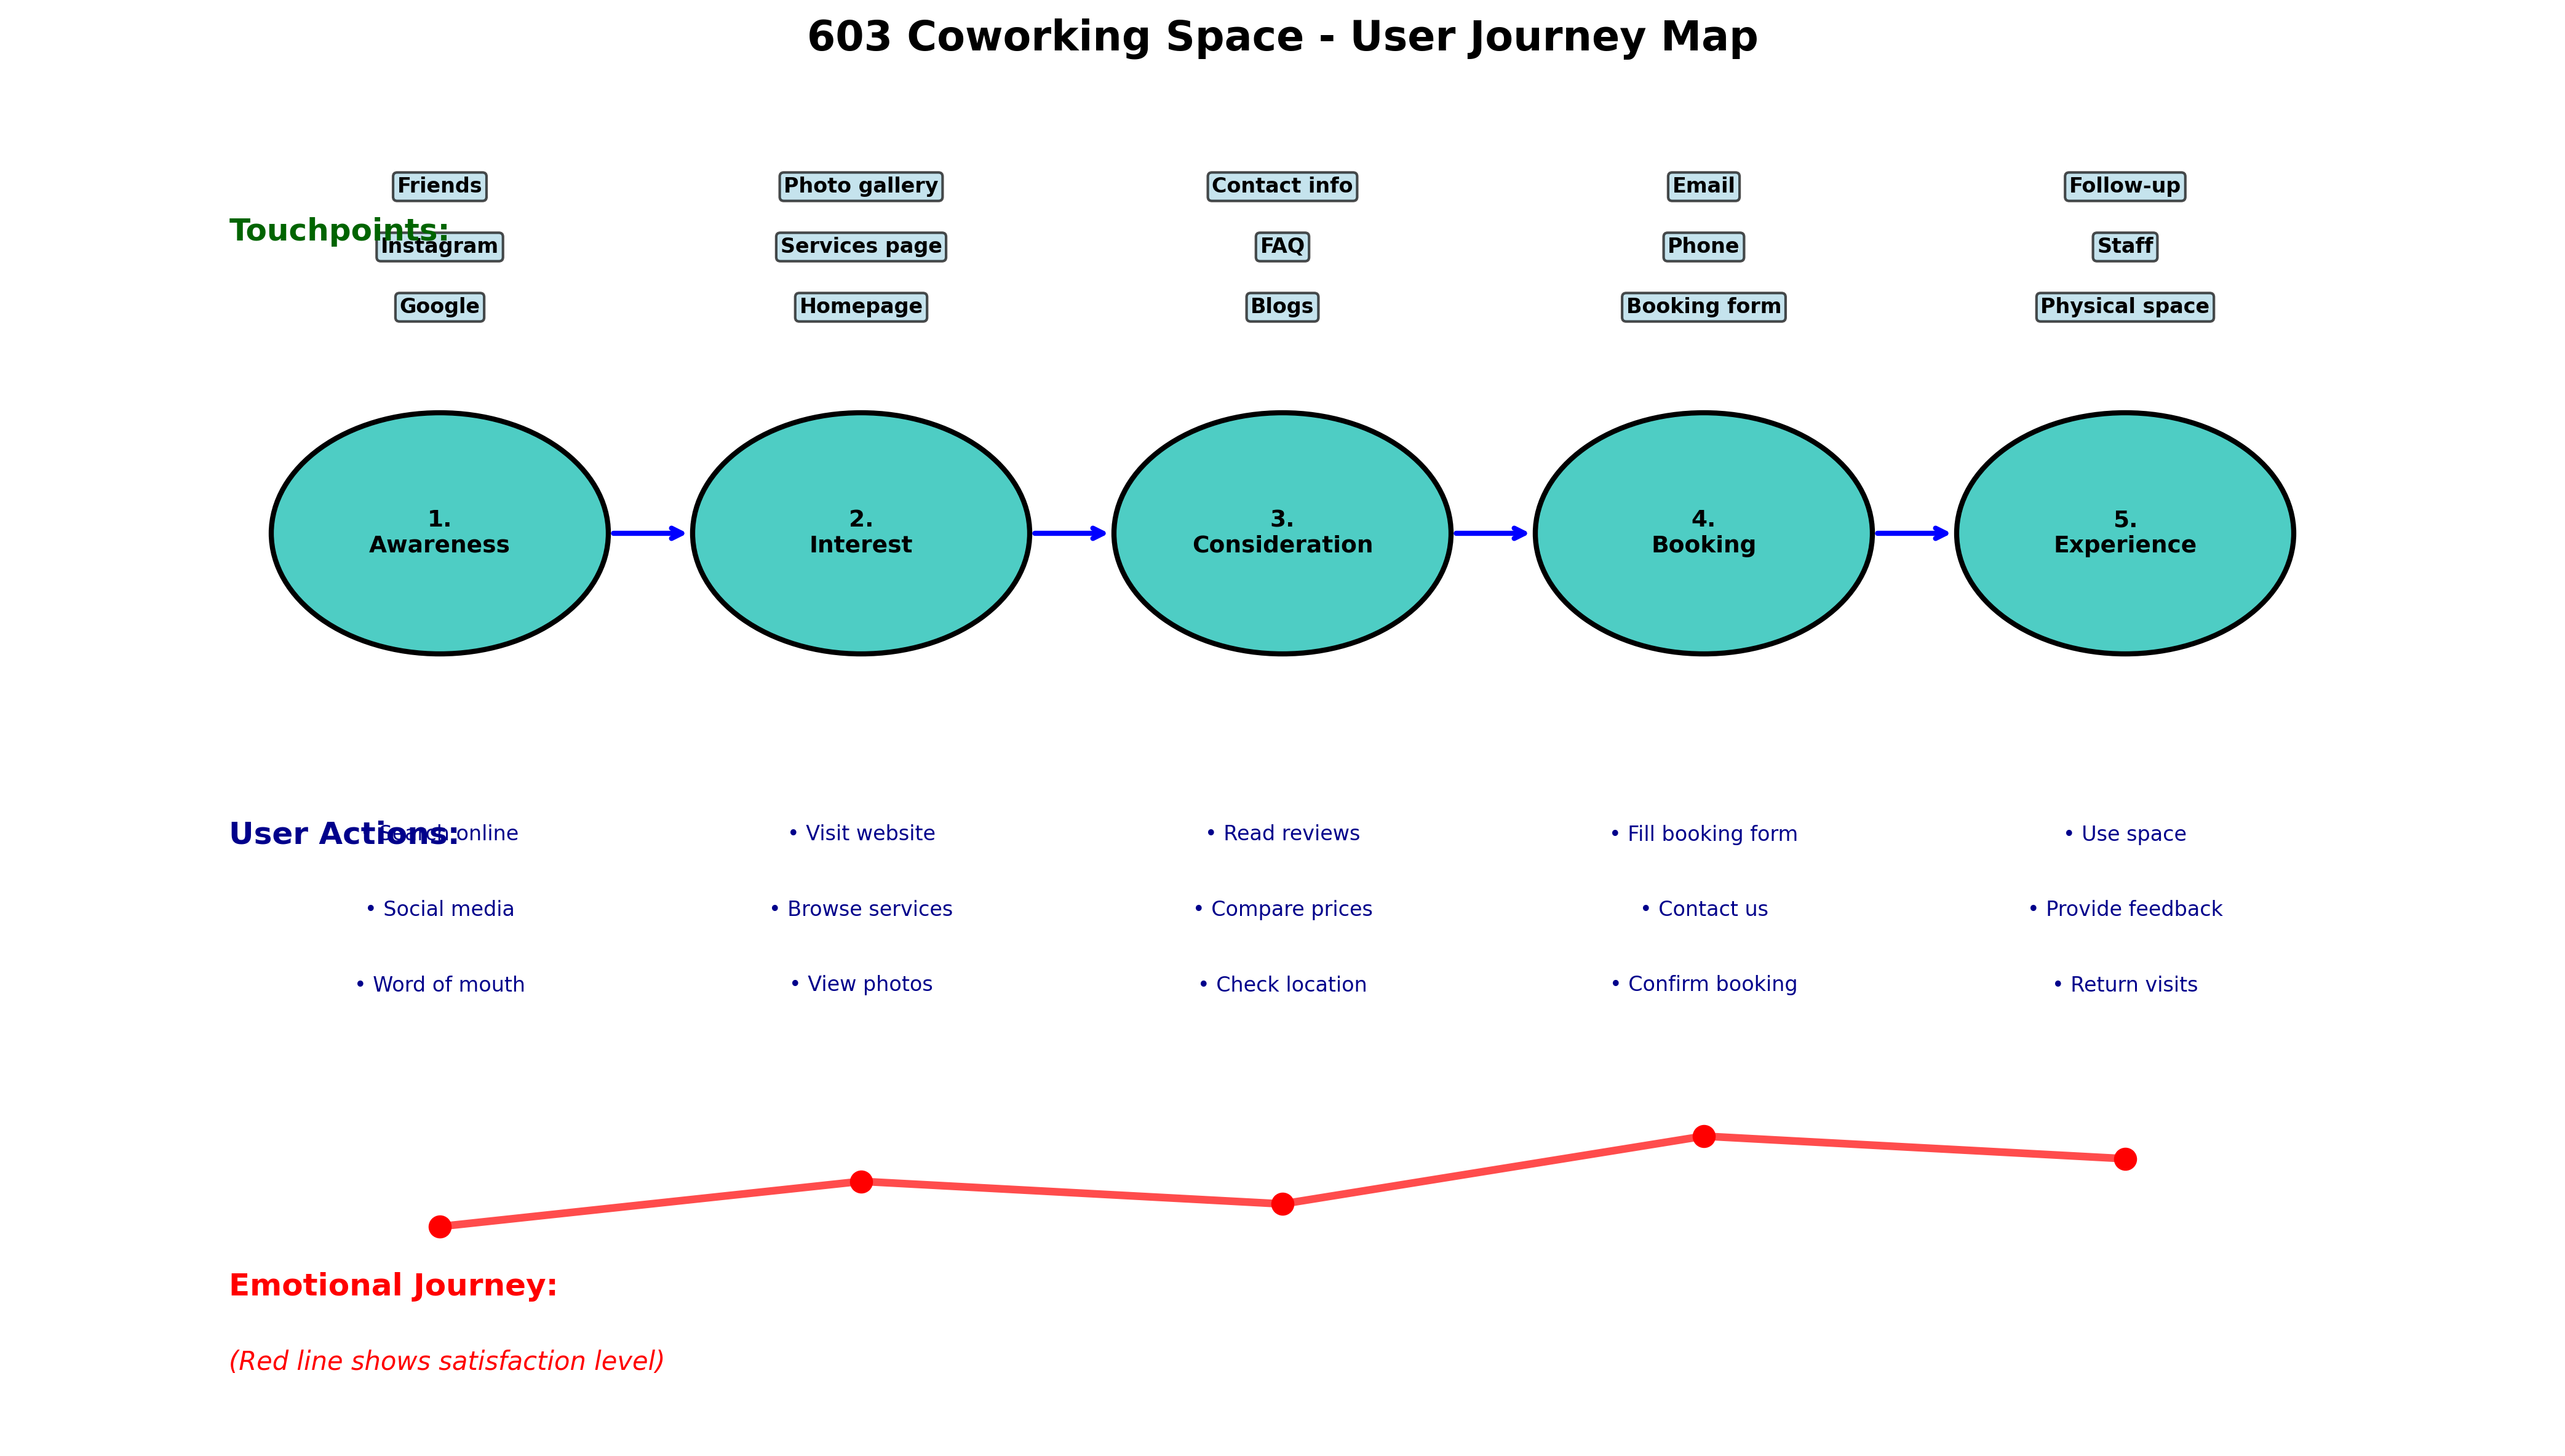 603 Coworking Space - User Journey Map
Touchpoints:
Friends
Photo gallery
Contact info
Email
Follow-up
Instagram
Services page
FAQ
Phone
Staff
Google
Homepage
Blogs
Booking form
Physical space
1.
Awareness
2.
Interest
3.
Consideration
4.
Booking
5.
Experience
User Actions:
• Search online
• Visit website
• Read reviews
• Fill booking form
• Use space
• Social media
• Browse services
• Compare prices
• Contact us
• Provide feedback
• Word of mouth
• View photos
• Check location
• Confirm booking
• Return visits
Emotional Journey:
(Red line shows satisfaction level)